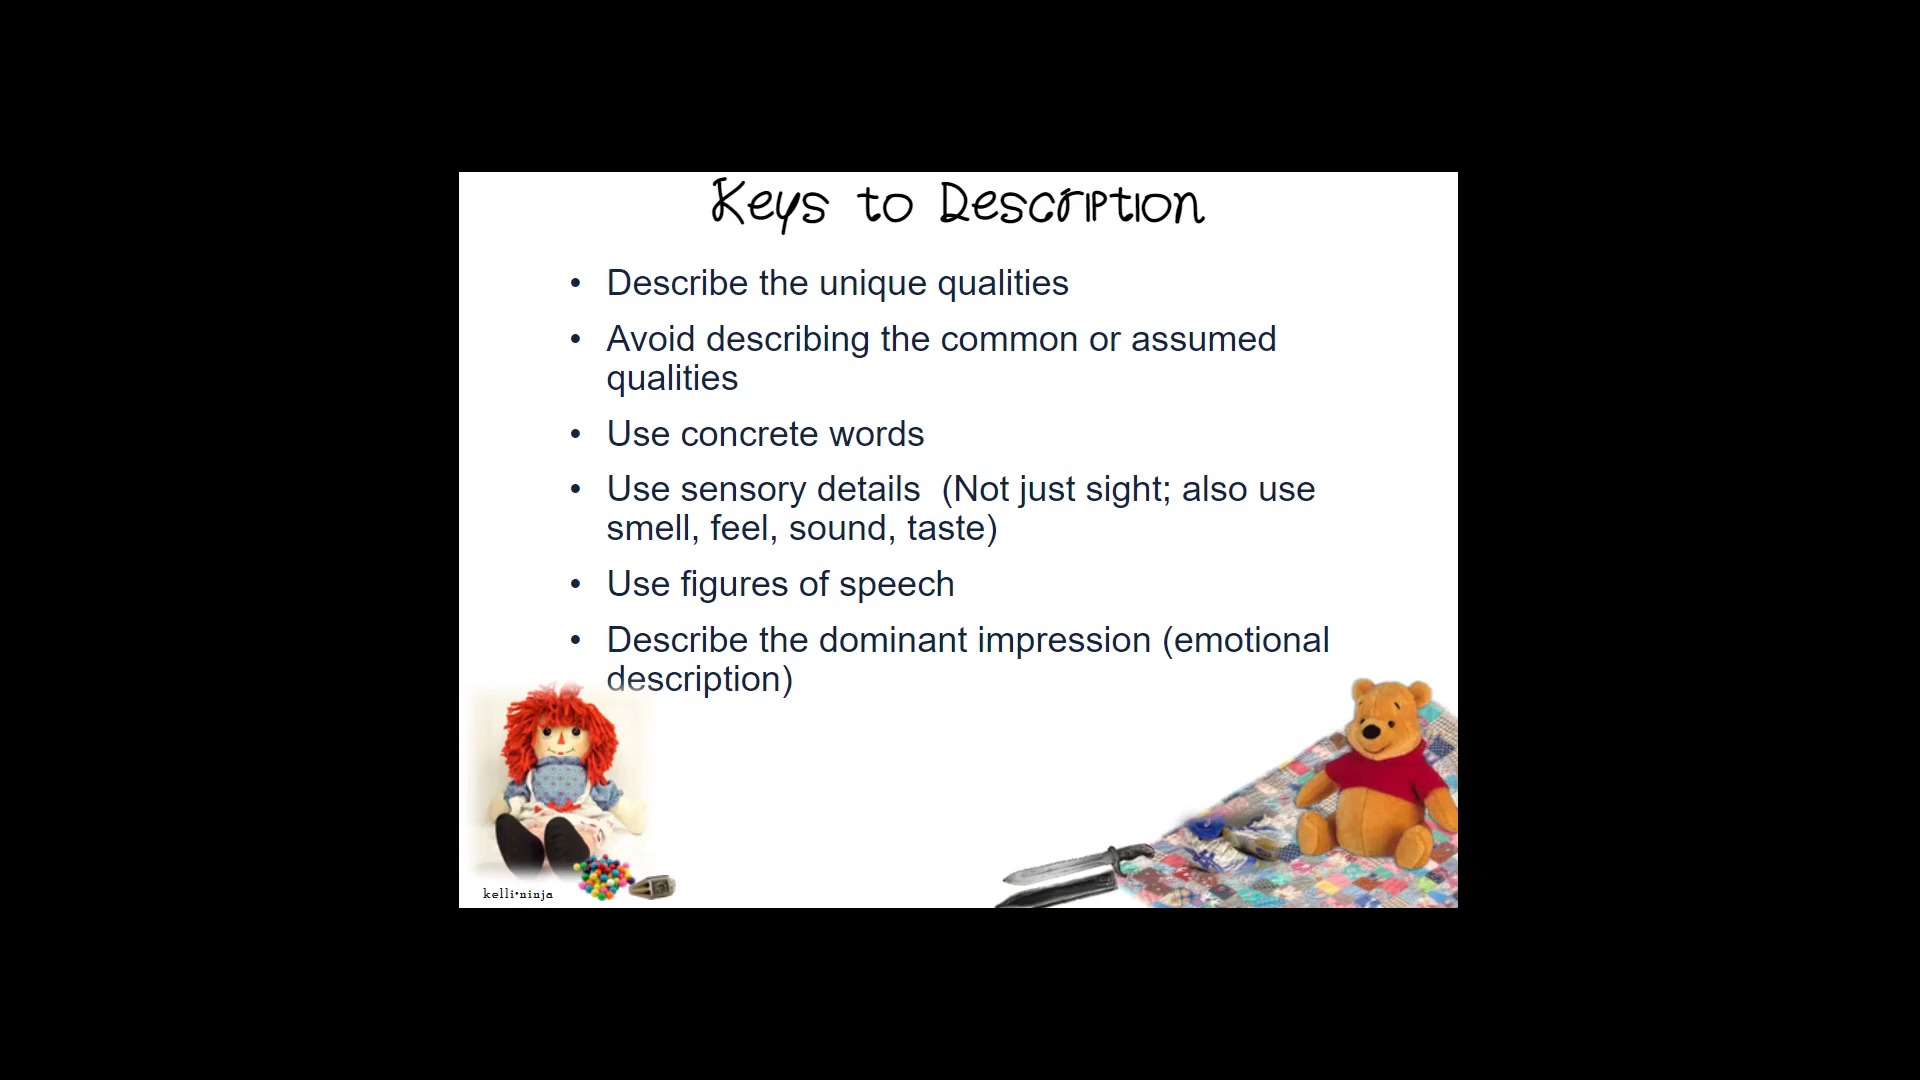 Keys to Description
• Describe the unique qualities
• Avoid describing the common or assumed
qualities
• Use concrete words
• Use sensory details  (Not just sight; also use
smell, feel, sound, taste)
• Use figures of speech
• Describe the dominant impression (emotional
description)
kelli•ninja